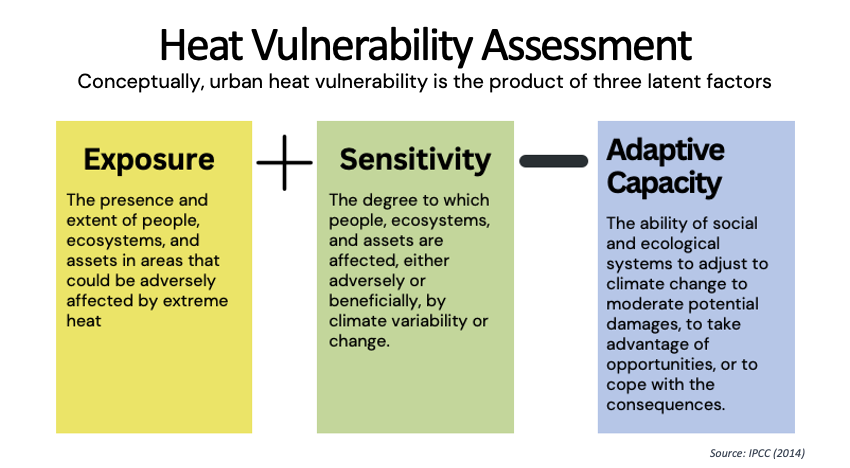 Heat Vulnerability Assessment
Conceptually, urban heat vulnerability is the product of three latent factors
Exposure
The presence and
extent of people,
ecosystems, and
assets in areas that
could be adversely
affected by extreme
heat
+
Sensitivity
The degree to which
people, ecosystems,
and assets are
affected, either
adversely or
beneficially, by
climate variability or
change.
—
Adaptive
Capacity
The ability of social
and ecological
systems to adjust to
climate change to
moderate potential
damages, to take
advantage of
opportunities, or to
cope with the
consequences.
Source: IPCC (2014)